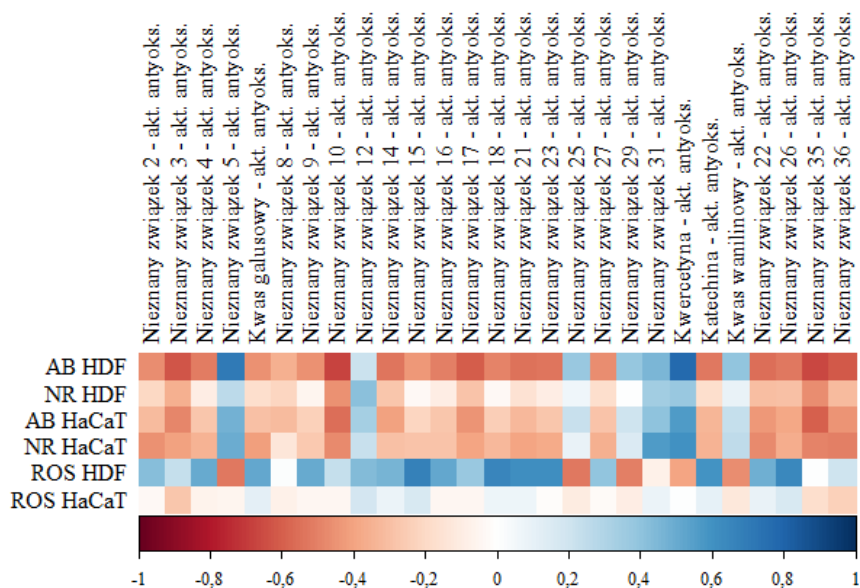 Nieznany związek 2 - akt. antyoks.
Nieznany związek 3 - akt. antyoks.
Nieznany związek 4 - akt. antyoks.
Nieznany związek 5 - akt. antyoks.
Kwas galusowy - akt. antyoks.
Nieznany związek 8 - akt. antyoks.
Nieznany związek 9 - akt. antyoks.
Nieznany związek 10 - akt. antyoks.
Nieznany związek 12 - akt. antyoks.
Nieznany związek 14 - akt. antyoks.
Nieznany związek 15 - akt. antyoks.
Nieznany związek 16 - akt. antyoks.
Nieznany związek 17 - akt. antyoks.
Nieznany związek 18 - akt. antyoks.
Nieznany związek 21 - akt. antyoks.
Nieznany związek 23 - akt. antyoks.
Nieznany związek 25 - akt. antyoks.
Nieznany związek 27 - akt. antyoks.
Nieznany związek 29 - akt. antyoks.
Nieznany związek 31 - akt. antyoks.
Kwercetyna - akt. antyoks.
Katechina - akt. antyoks.
Kwas wanilinowy - akt. antyoks.
Nieznany związek 22 - akt. antyoks.
Nieznany związek 26 - akt. antyoks.
Nieznany związek 35 - akt. antyoks.
Nieznany związek 36 - akt. antyoks.
AB HDF
NR HDF
AB HaCaT
NR HaCaT
ROS HDF
ROS HaCaT
-1 -0,8 -0,6 -0,4 -0,2 0 0,2 0,4 0,6 0,8 1